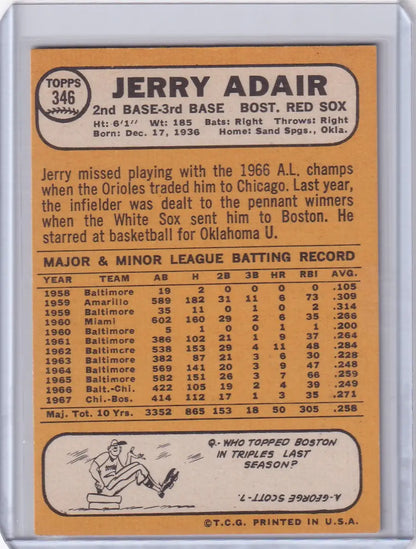 TOPPS
346
JERRY ADAIR
2nd BASE-3rd BASE BOST. RED SOX
Ht: 6'1" Wt: 185 Bats: Right Throws: Right
Born: Dec. 17, 1936 Home: Sand Spgs., Okla.
Jerry missed playing with the 1966 A.L. champs
when the Orioles traded him to Chicago. Last year,
the infielder was dealt to the pennant winners
when the White Sox sent him to Boston. He
starred at basketball for Oklahoma U.
MAJOR & MINOR LEAGUE BATTING RECORD
YEAR TEAM AB H 2B 3B HR RBI AVG.
1958 Baltimore 19 2 0 0 0 0 .105
1959 Amarillo 589 182 31 11 6 73 .309
1959 Baltimore 35 11 0 1 0 2 .314
1960 Miami 602 160 29 2 6 35 .266
1960 Baltimore 5 1 0 0 1 1 .200
1961 Baltimore 386 102 21 1 9 37 .264
1962 Baltimore 538 153 29 4 11 48 .284
1963 Baltimore 382 87 21 3 6 30 .228
1964 Baltimore 569 141 20 3 9 47 .248
1965 Baltimore 582 151 26 3 7 66 .259
1966 Balt.-Chi. 422 105 19 2 4 39 .249
1967 Chi.-Bos. 414 112 17 1 3 35 .271
Maj. Tot. 10 Yrs. 3352 865 153 18 50 305 .258
Q.-WHO TOPPED BOSTON
IN TRIPLES LAST
SEASON?
A.-GEORGE SCOTT-7.
©T.C.G. PRINTED IN U.S.A.